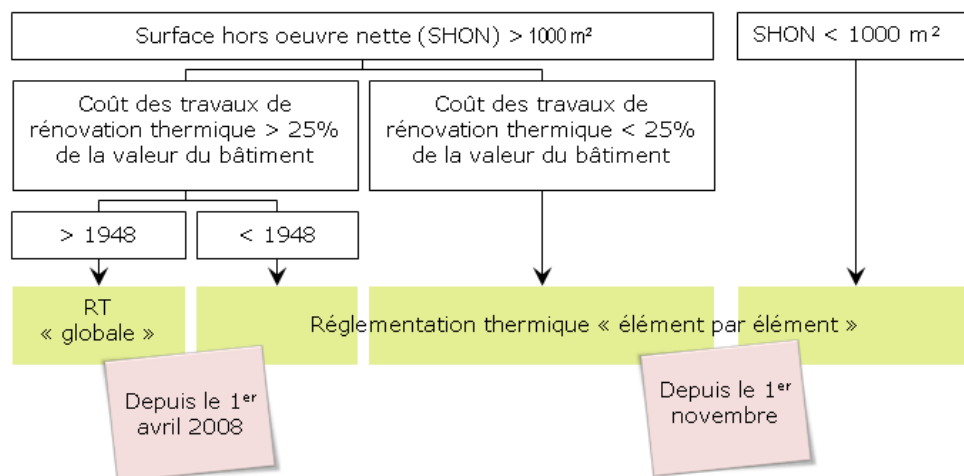 Surface hors oeuvre nette (SHON) > 1000 m²
SHON < 1000 m²
Coût des travaux de
rénovation thermique > 25%
de la valeur du bâtiment
Coût des travaux de
rénovation thermique < 25%
de la valeur du bâtiment
> 1948
< 1948
RT
« globale »
Réglementation thermique « élément par élément »
Depuis le 1er
avril 2008
Depuis le 1er
novembre